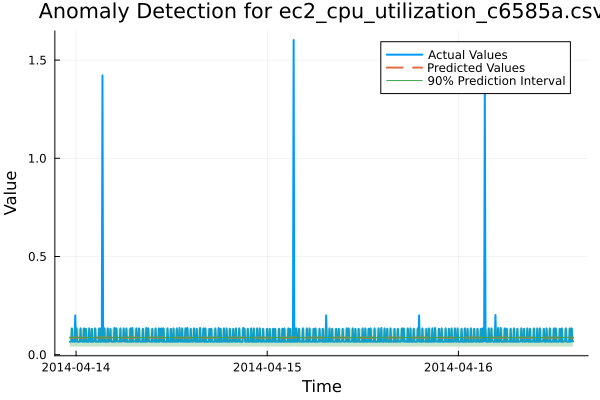 Anomaly Detection for ec2_cpu_utilization_c6585a.csv
Actual Values
Predicted Values
90% Prediction Interval
1.5
1.0
0.5
0.0
Value
2014-04-14
2014-04-15
2014-04-16
Time